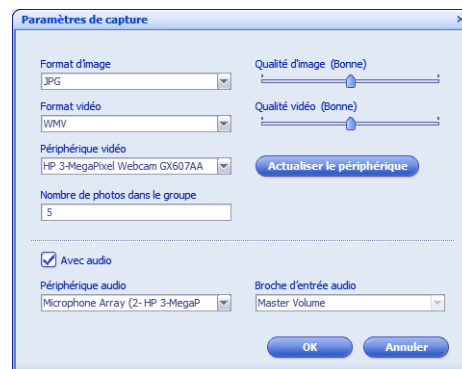 Paramètres de capture
Format d'image
JPG
Qualité d'image (Bonne)
Format vidéo
WMV
Qualité vidéo (Bonne)
Périphérique vidéo
HP 3-MegaPixel Webcam GX607AA
Actualiser le périphérique
Nombre de photos dans le groupe
5
Avec audio
Périphérique audio
Microphone Array (2- HP 3-MegaP
Broche d'entrée audio
Master Volume
OK
Annuler